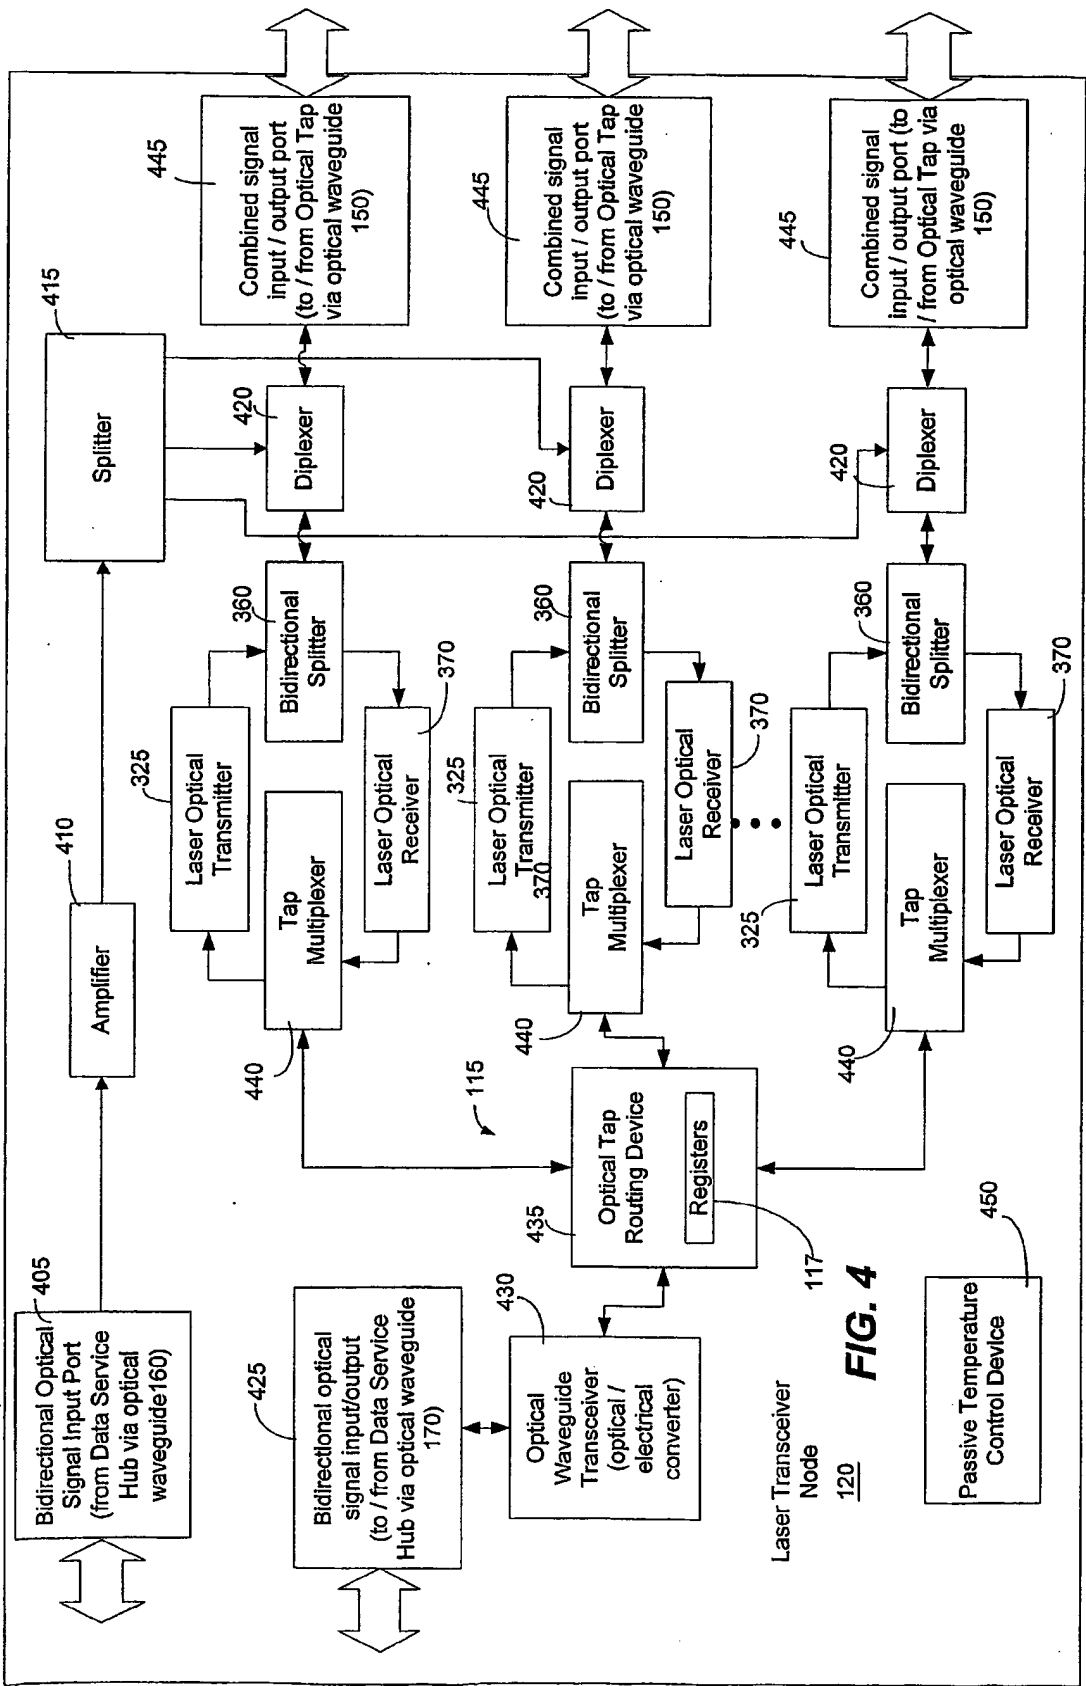 Bidirectional Optical
Signal Input Port
(from Data Service
Hub via optical
waveguide160)
405
Amplifier
410
Splitter
415
Bidirectional optical
signal input/output
(to / from Data Service
Hub via optical waveguide
170)
425
Optical
Waveguide
Transceiver
(optical /
electrical
converter)
430
Optical Tap
Routing Device
Registers
435
117
115
Tap
Multiplexer
440
Laser Optical
Transmitter
325
Laser Optical
Receiver
370
Bidirectional
Splitter
360
Diplexer
420
Combined signal
input / output port
(to / from Optical Tap
via optical waveguide
150)
445
Tap
Multiplexer
440
Laser Optical
Transmitter
370
325
Laser Optical
Receiver
370
Bidirectional
Splitter
360
Diplexer
420
Combined signal
input / output port
(to / from Optical Tap
via optical waveguide
150)
445
Tap
Multiplexer
440
Laser Optical
Transmitter
325
Laser Optical
Receiver
370
Bidirectional
Splitter
360
Diplexer
420
Combined signal
input / output port (to
/ from Optical Tap via
optical waveguide
150)
445
Laser Transceiver
Node
120
FIG. 4
Passive Temperature
Control Device
450